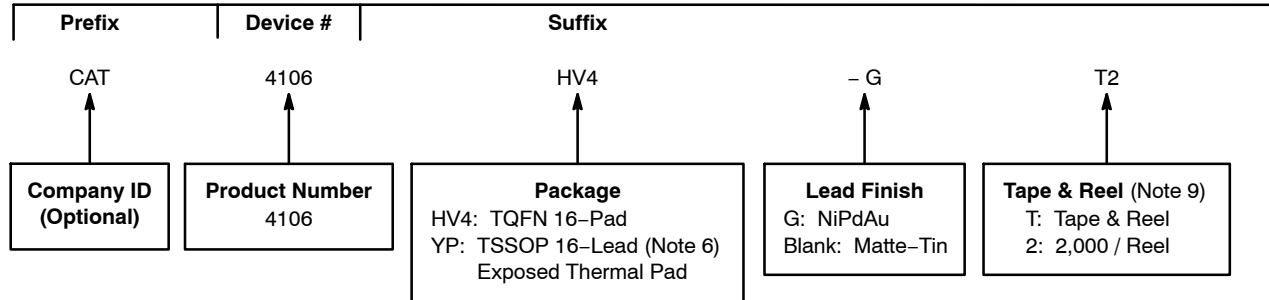 Prefix Device # Suffix
CAT 4106 HV4 – G T2
Company ID
(Optional)
Product Number
4106
Package
HV4: TQFN 16–Pad
YP: TSSOP 16–Lead (Note 6)
Exposed Thermal Pad
Lead Finish
G: NiPdAu
Blank: Matte–Tin
Tape & Reel (Note 9)
T: Tape & Reel
2: 2,000 / Reel